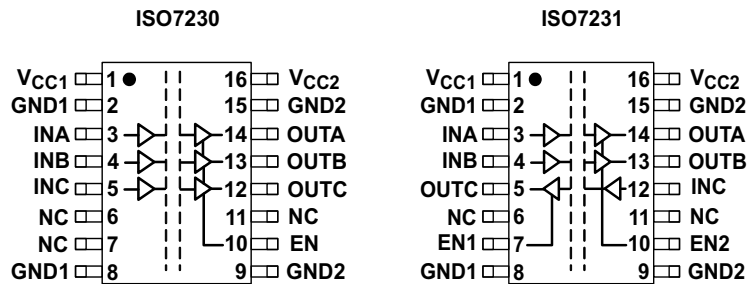 ISO7230
VCC1 1 16 VCC2
GND1 2 15 GND2
INA 3 14 OUTA
INB 4 13 OUTB
INC 5 12 OUTC
NC 6 11 NC
NC 7 10 EN
GND1 8 9 GND2
ISO7231
VCC1 1 16 VCC2
GND1 2 15 GND2
INA 3 14 OUTA
INB 4 13 OUTB
OUTC 5 12 INC
NC 6 11 NC
EN1 7 10 EN2
GND1 8 9 GND2